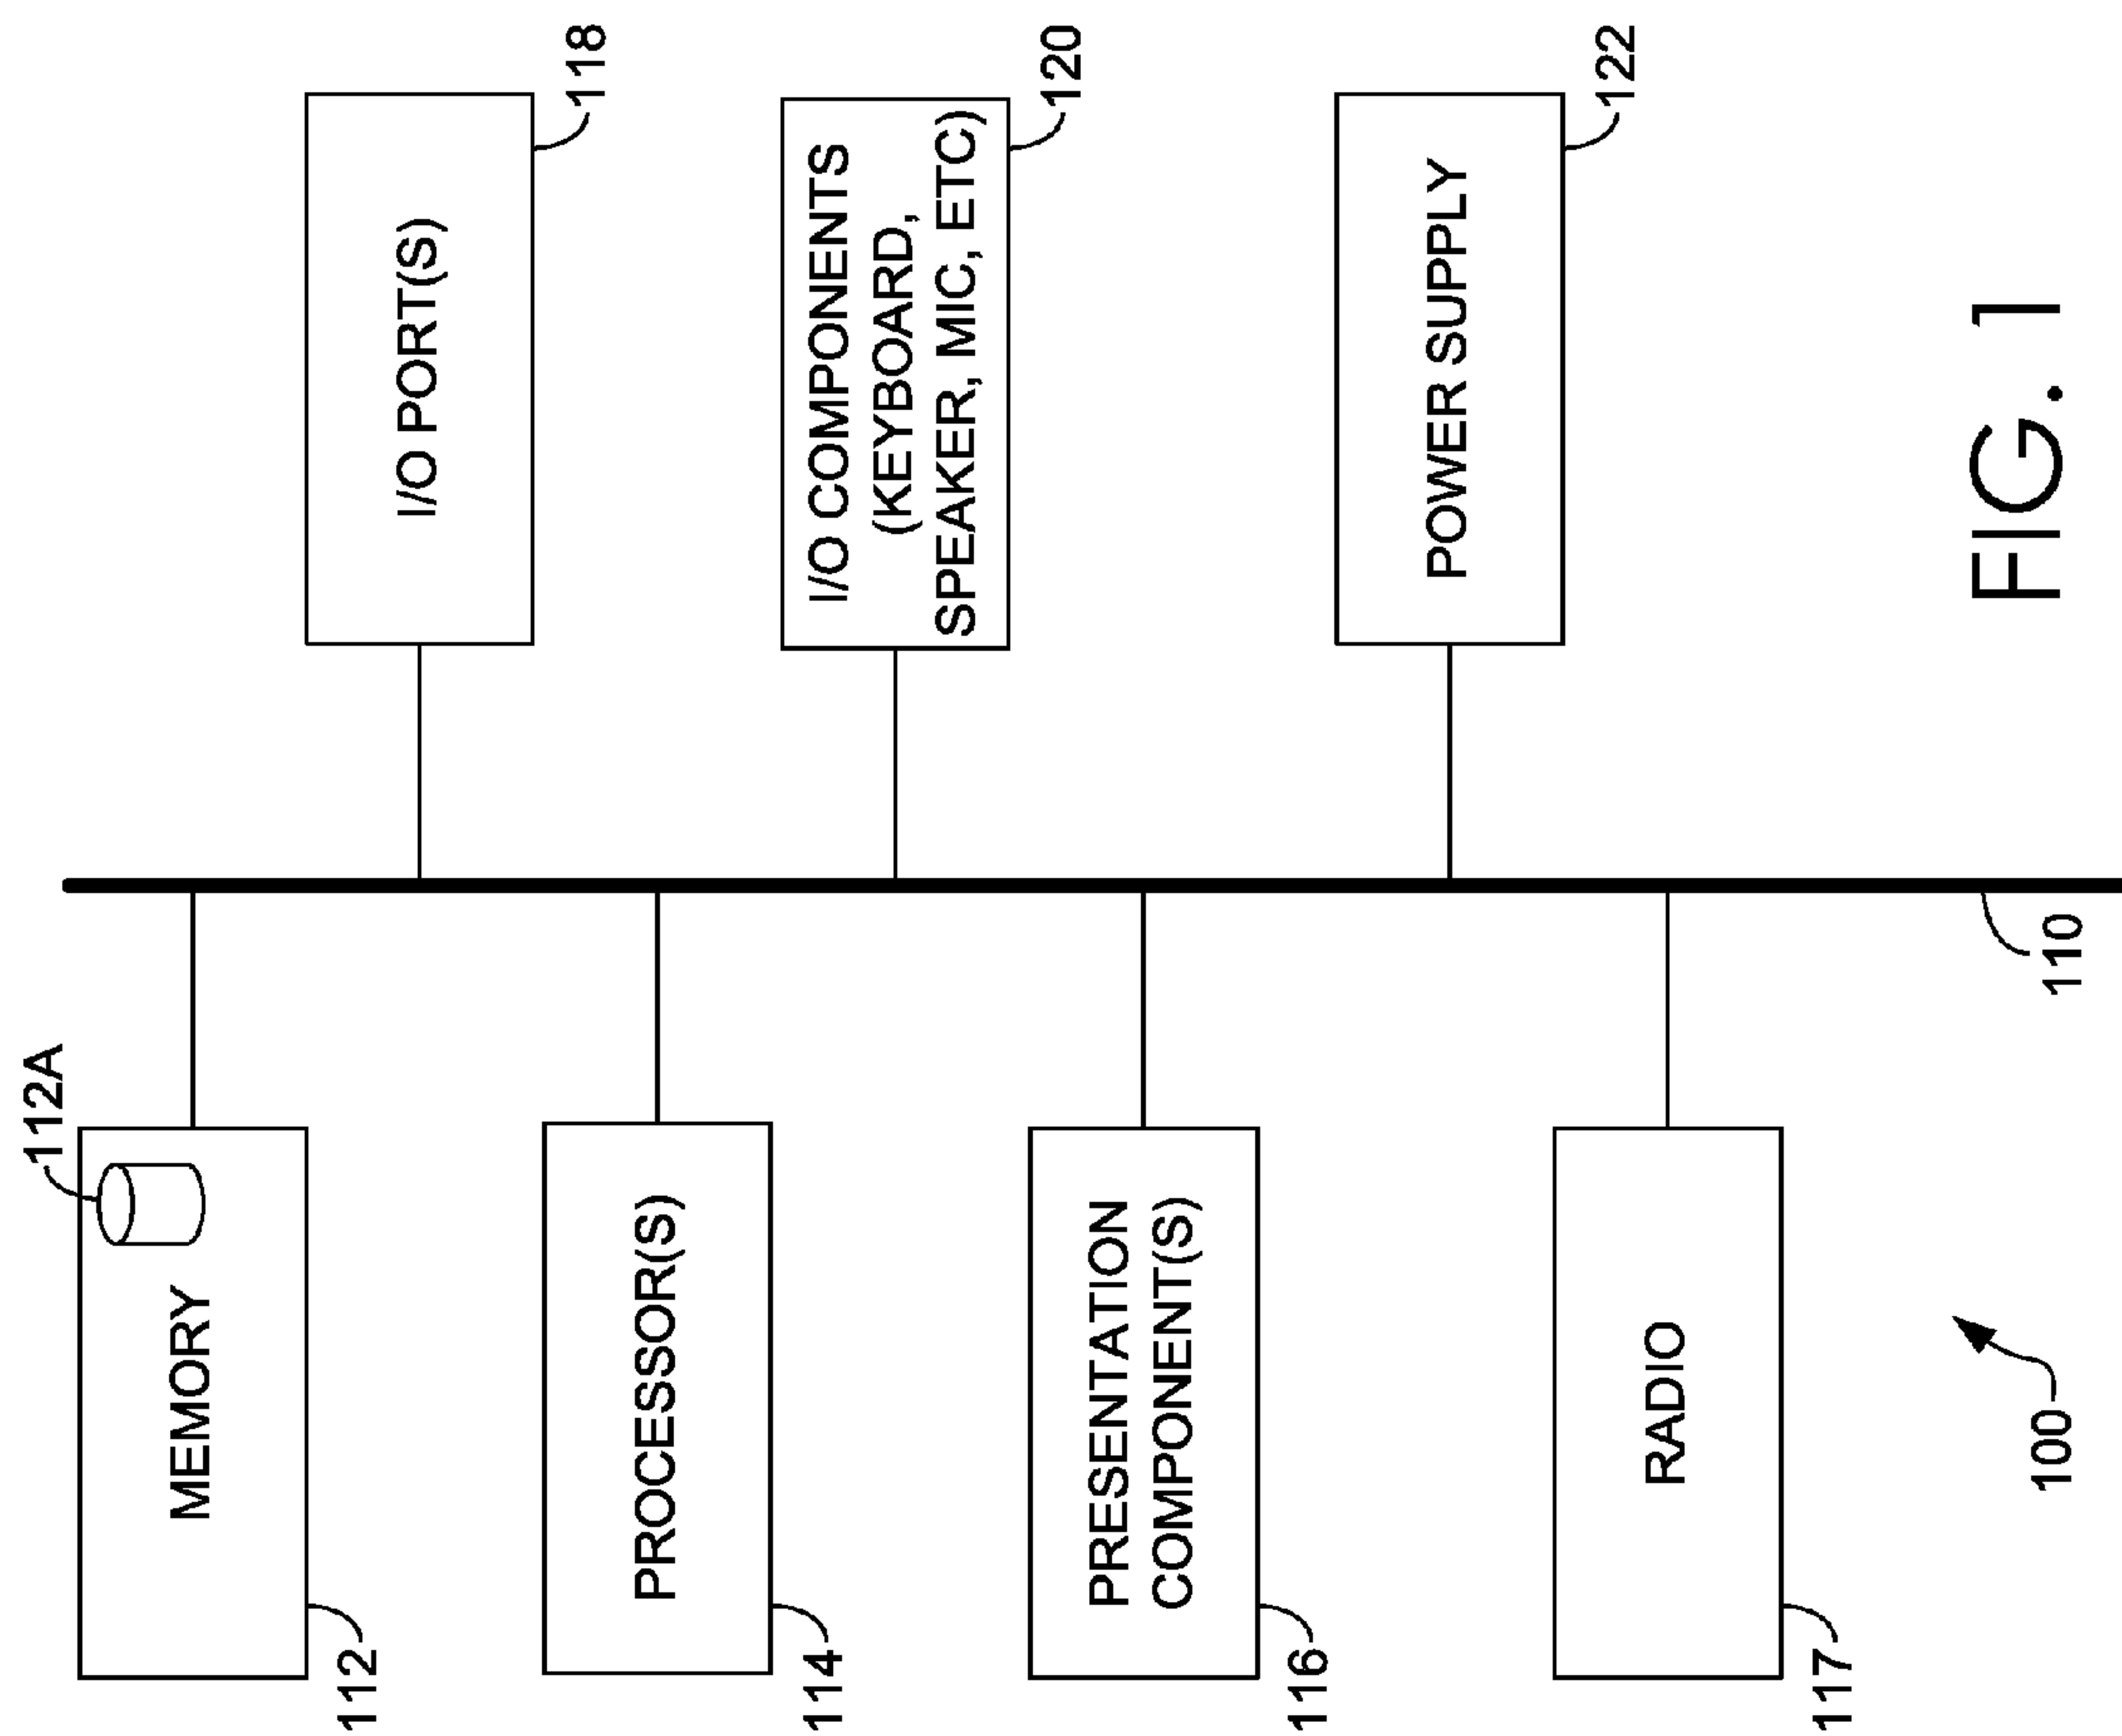 112A
MEMORY
112
I/O PORT(S)
118
PROCESSOR(S)
114
I/O COMPONENTS
(KEYBOARD,
SPEAKER, MIC, ETC)
120
PRESENTATION
COMPONENT(S)
116
POWER SUPPLY
122
RADIO
117
110
100
FIG. 1